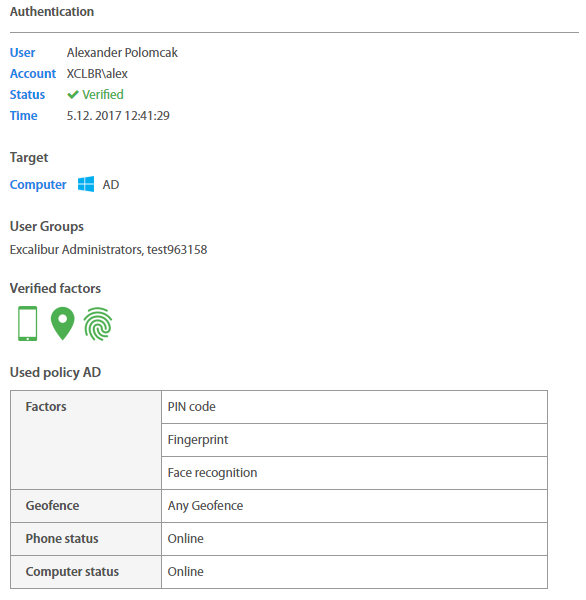 Authentication
User Alexander Polomcak
Account XCLBR\alex
Status Verified
Time 5.12. 2017 12:41:29
Target
Computer AD
User Groups
Excalibur Administrators, test963158
Verified factors
Used policy AD
Factors PIN code
Fingerprint
Face recognition
Geofence Any Geofence
Phone status Online
Computer status Online